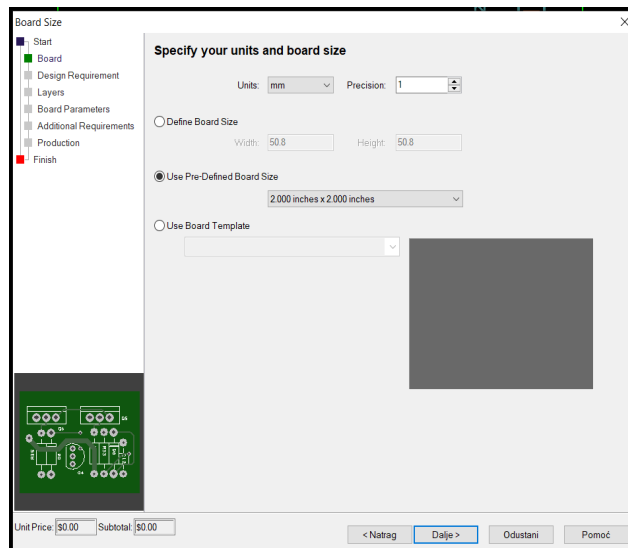 Board Size
Start
Board
Design Requirement
Layers
Board Parameters
Additional Requirements
Production
Finish
Specify your units and board size
Units: mm Precision: 1
Define Board Size
Width: 50.8 Height: 50.8
Use Pre-Defined Board Size
2.000 inches x 2.000 inches
Use Board Template
Unit Price: $0.00 Subtotal: $0.00
< Natrag Dalje > Odustani Pomoć